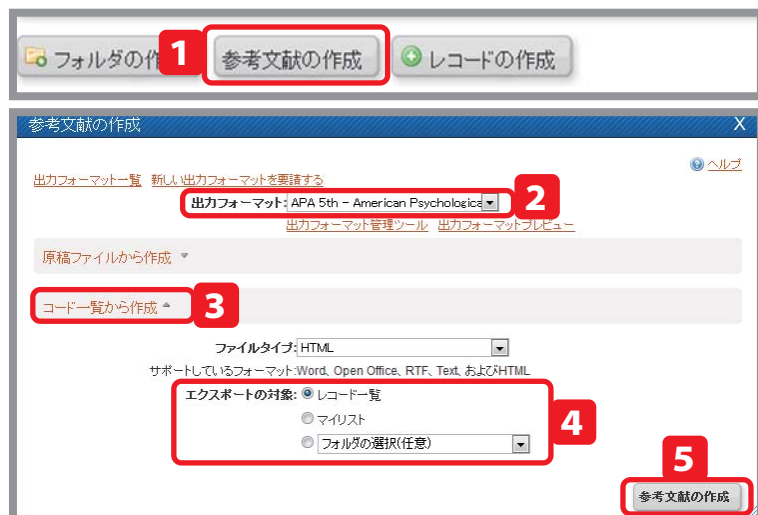 フォルダの作 1 参考文献の作成 レコードの作成
参考文献の作成 X
ヘルプ
出力フォーマット一覧 新しい出力フォーマットを要請する
出力フォーマット: APA 5th - American Psychologica 2
出力フォーマット管理ツール 出力フォーマットプレビュー
原稿ファイルから作成
コード一覧から作成 3
ファイルタイプ: HTML
サポートしているフォーマット:Word、Open Office、RTF、Text、およびHTML
エクスポートの対象: レコード一覧
マイリスト 4
フォルダの選択(任意)
5
参考文献の作成